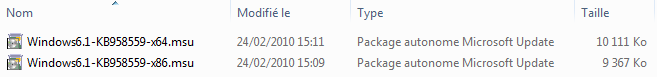 Nom Modifié le Type Taille
Windows6.1-KB958559-x64.msu 24/02/2010 15:11 Package autonome Microsoft Update 10 111 Ko
Windows6.1-KB958559-x86.msu 24/02/2010 15:09 Package autonome Microsoft Update 9 367 Ko